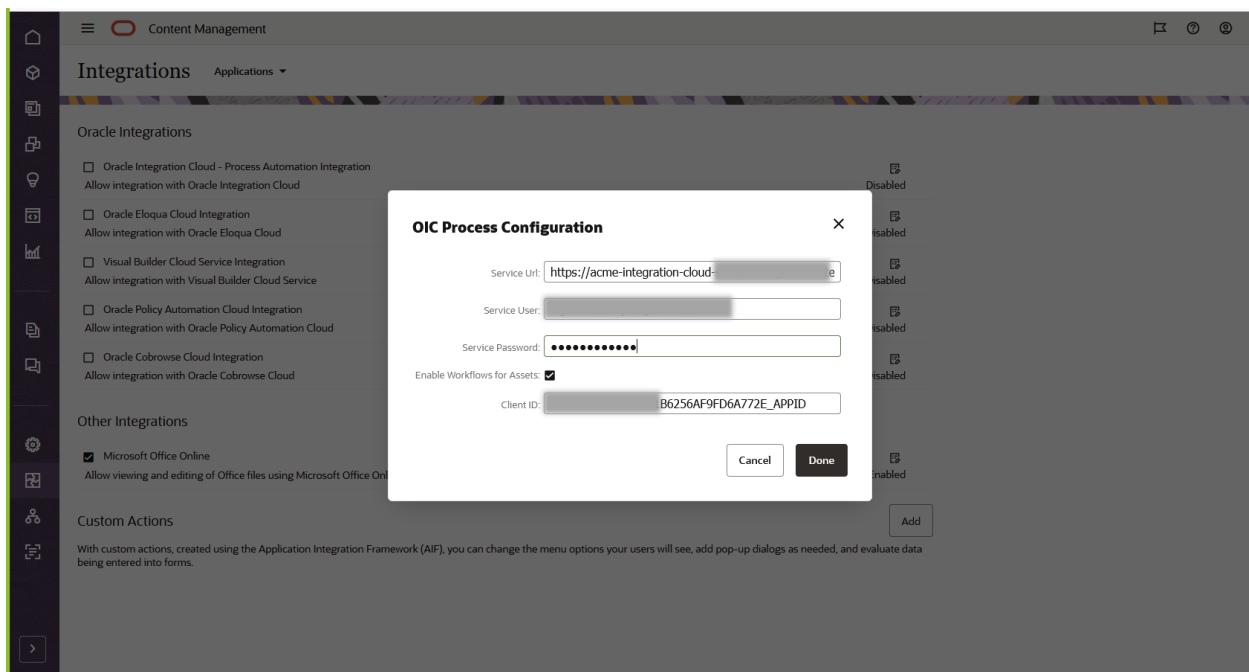 Content Management
Integrations Applications
Oracle Integrations
Oracle Integration Cloud - Process Automation Integration
Allow integration with Oracle Integration Cloud
Disabled
Oracle Eloqua Cloud Integration
Allow integration with Oracle Eloqua Cloud
isabled
Visual Builder Cloud Service Integration
Allow integration with Visual Builder Cloud Service
isabled
Oracle Policy Automation Cloud Integration
Allow integration with Oracle Policy Automation Cloud
isabled
Oracle Cobrowse Cloud Integration
Allow integration with Oracle Cobrowse Cloud
isabled
Other Integrations
Microsoft Office Online
Allow viewing and editing of Office files using Microsoft Office Onl
nabled
Custom Actions
Add
With custom actions, created using the Application Integration Framework (AIF), you can change the menu options your users will see, add pop-up dialogs as needed, and evaluate data
being entered into forms.
OIC Process Configuration
Service Url: https://acme-integration-cloud- e
Service User:
Service Password: ●●●●●●●●●●●●
Enable Workflows for Assets:
Client ID: B6256AF9FD6A772E_APPID
Cancel Done